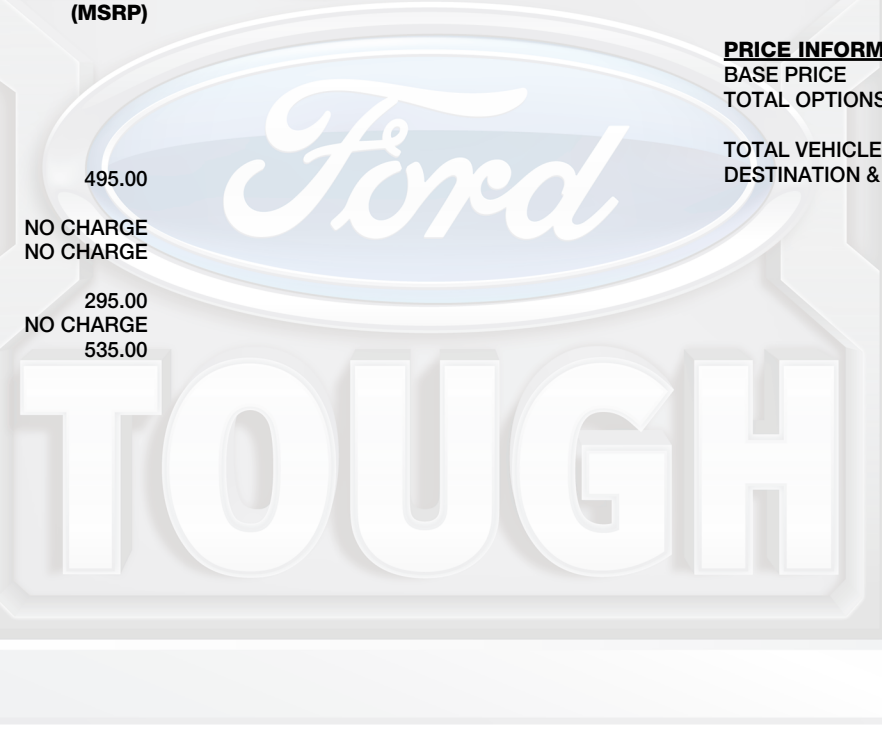 (MSRP)
495.00
NO CHARGE
NO CHARGE
295.00
NO CHARGE
535.00
PRICE INFORM
BASE PRICE
TOTAL OPTIONS
TOTAL VEHICLE
DESTINATION &
Ford
TOUGH